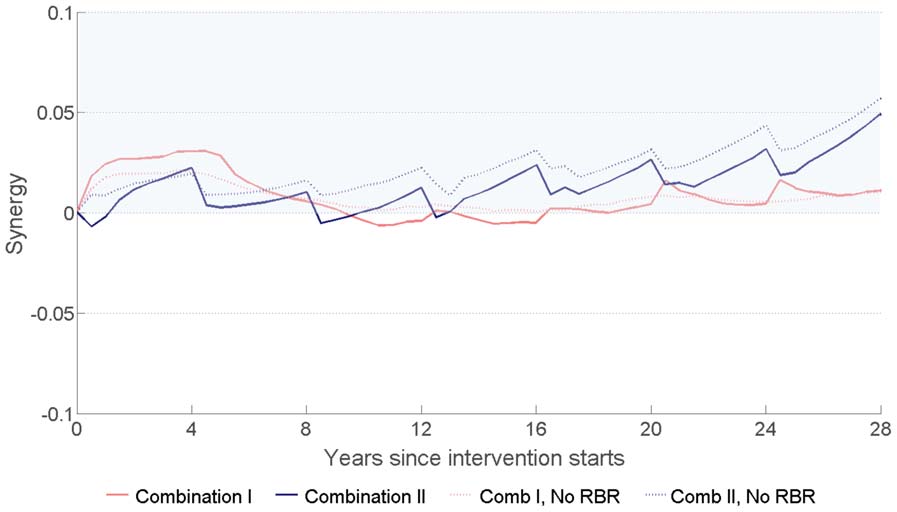 0.1
0.05
0
-0.05
-0.1
Synergy
0 4 8 12 16 20 24 28
Years since intervention starts
Combination I Combination II Comb I, No RBR Comb II, No RBR